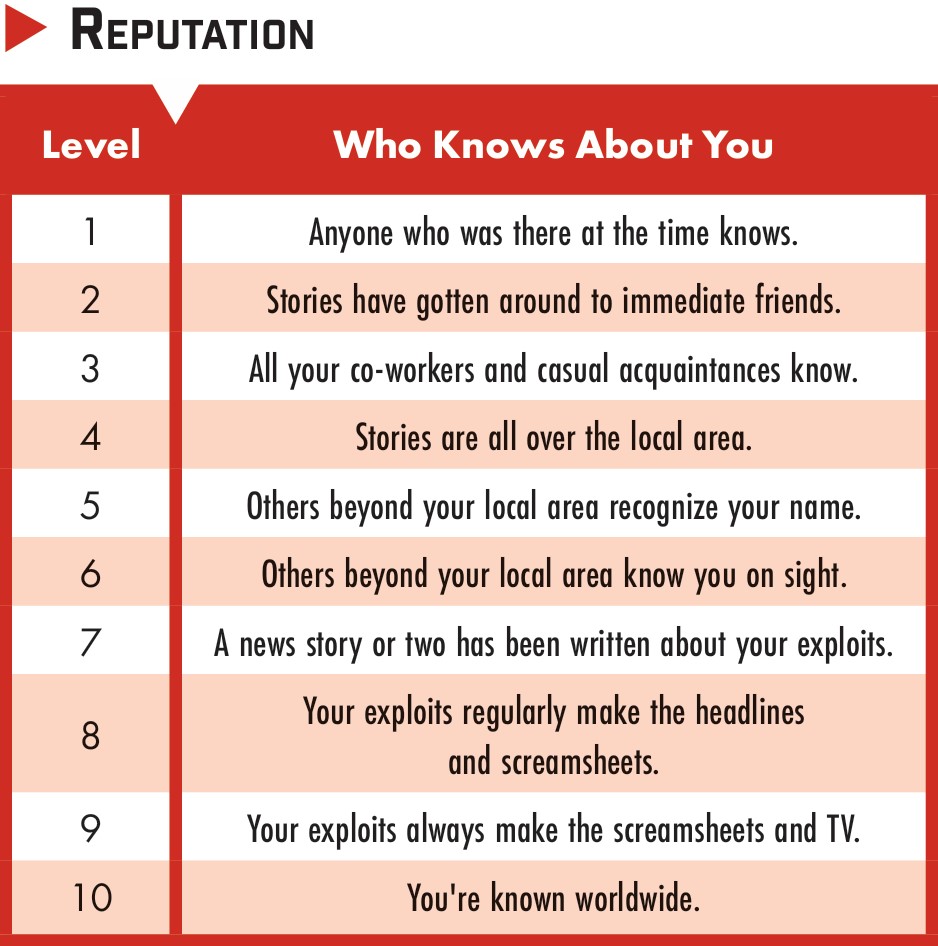 REPUTATION
Level Who Knows About You
1 Anyone who was there at the time knows.
2 Stories have gotten around to immediate friends.
3 All your co-workers and casual acquaintances know.
4 Stories are all over the local area.
5 Others beyond your local area recognize your name.
6 Others beyond your local area know you on sight.
7 A news story or two has been written about your exploits.
8 Your exploits regularly make the headlines
and screamsheets.
9 Your exploits always make the screamsheets and TV.
10 You're known worldwide.